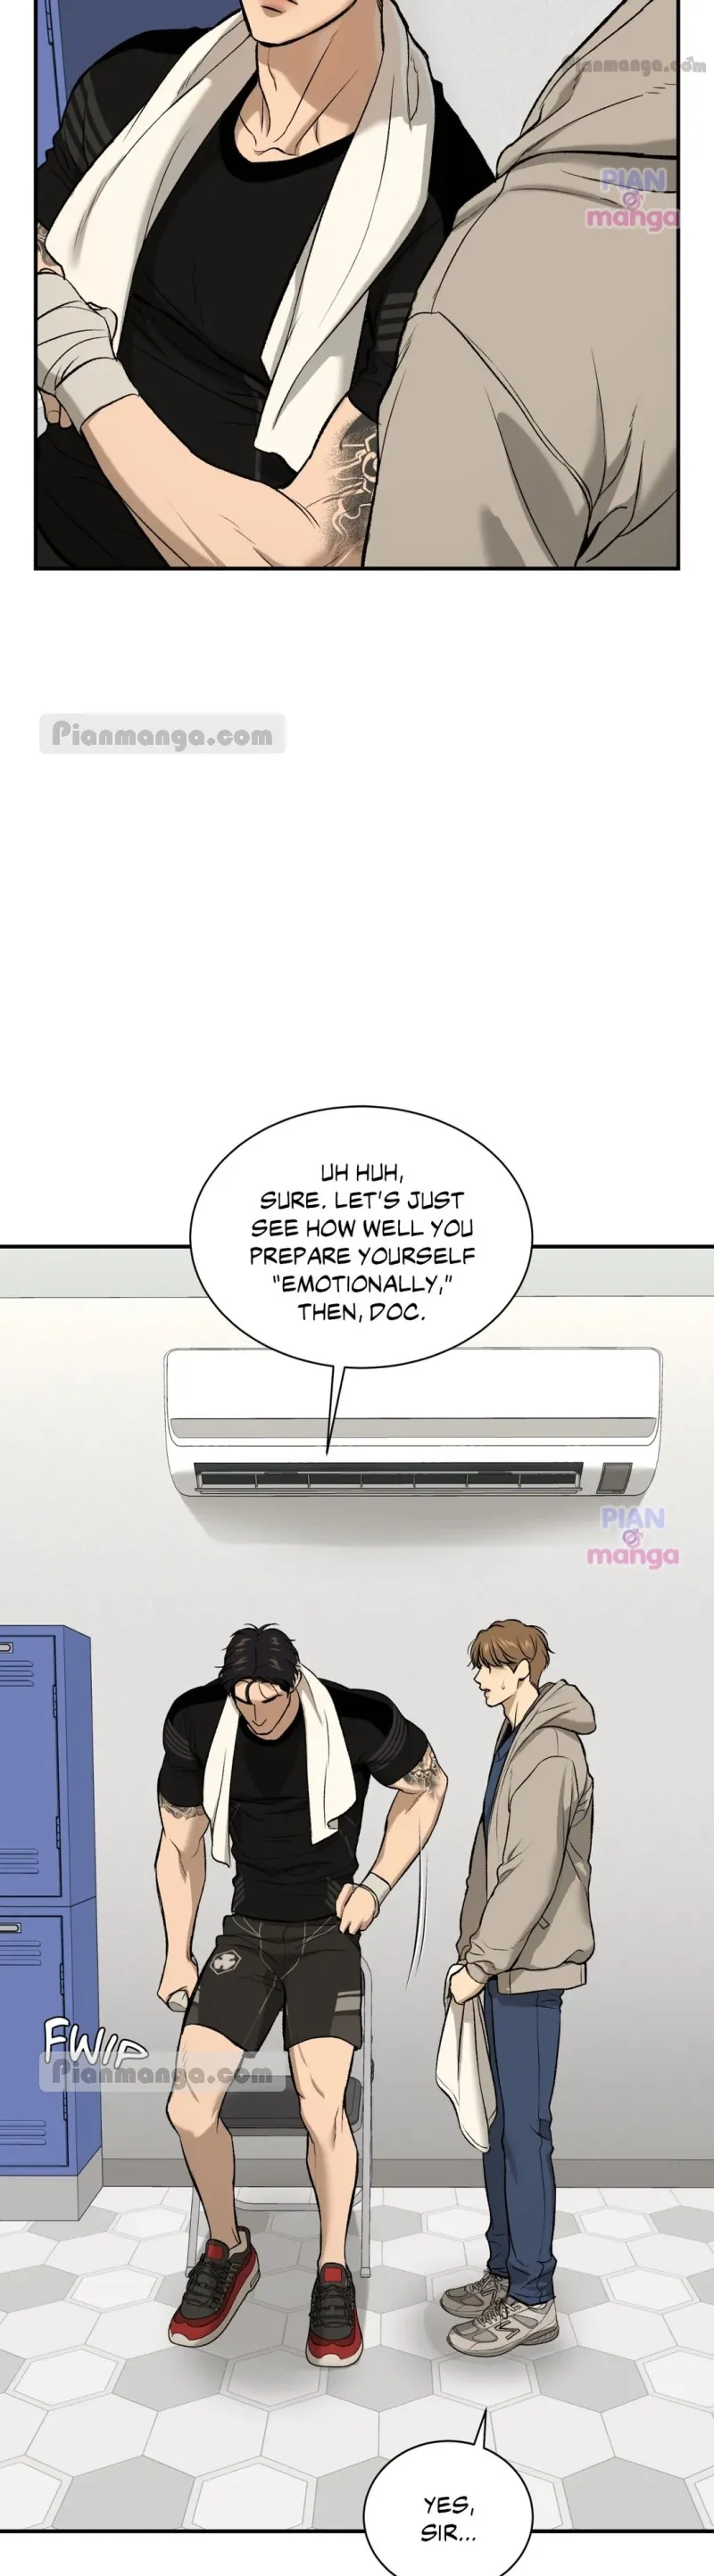 Pianmanga.com
PIAN
manga
Pianmanga.com
UH HUH,
SURE. LET'S JUST
SEE HOW WELL YOU
PREPARE YOURSELF
"EMOTIONALLY,"
THEN, DOC.
PIAN
manga
FWIP
Pianmanga.com
YES,
SIR...